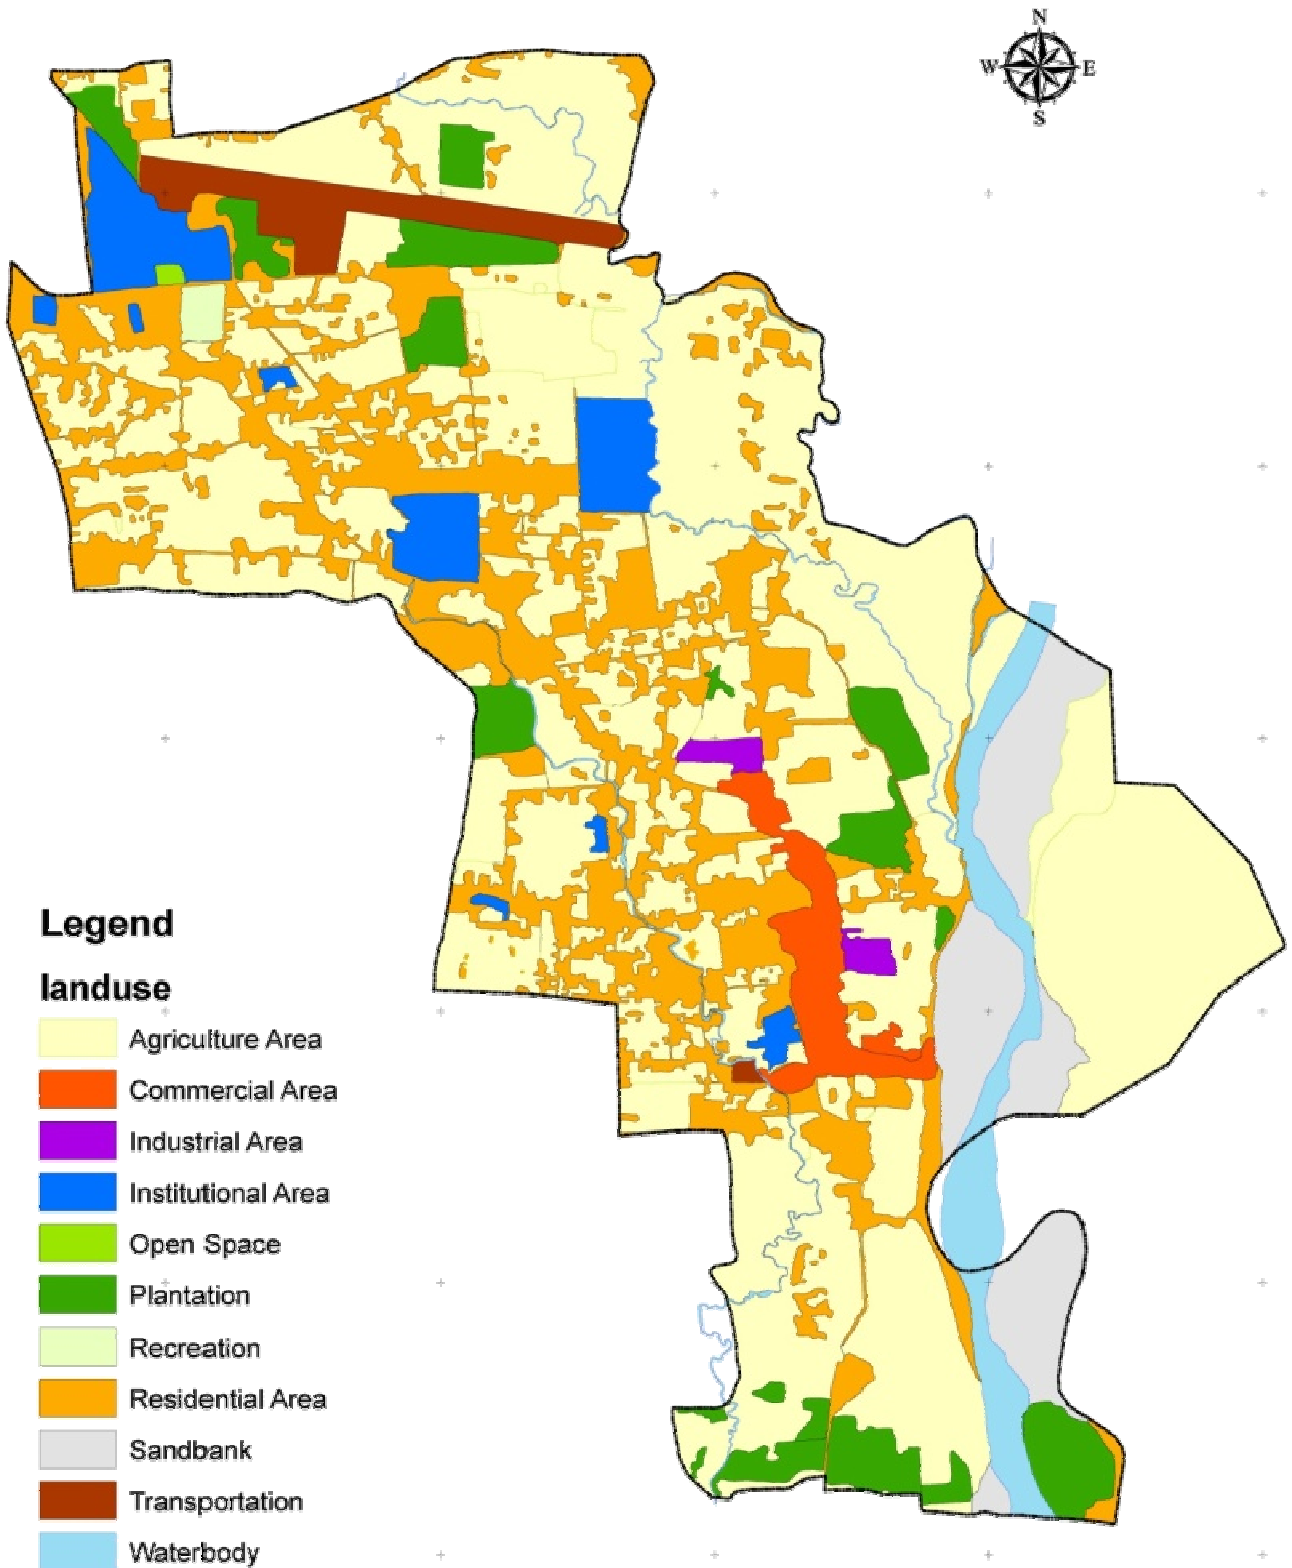 N
W E
S
Legend
landuse
Agriculture Area
Commercial Area
Industrial Area
Institutional Area
Open Space
Plantation
Recreation
Residential Area
Sandbank
Transportation
Waterbody